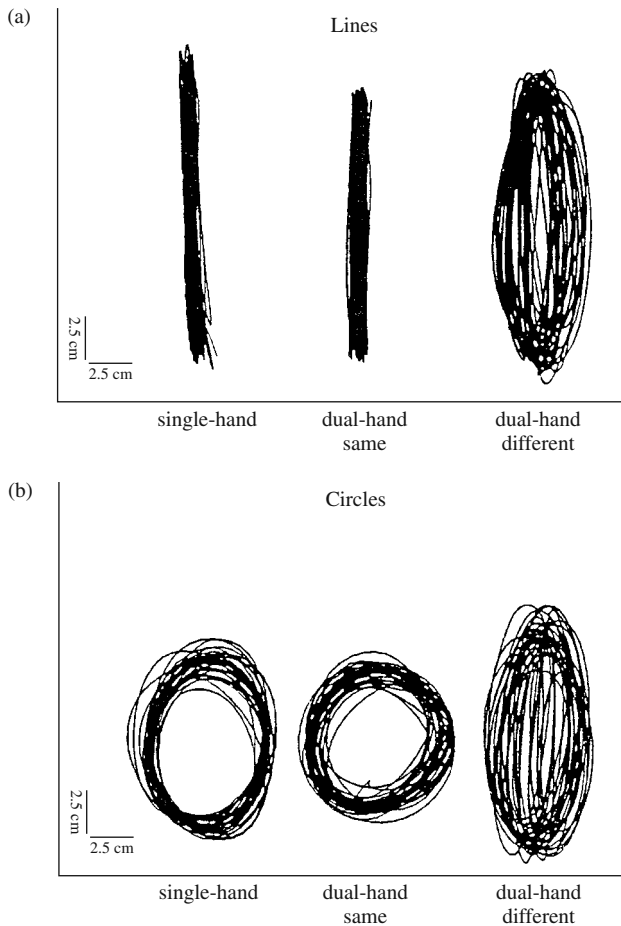 (a)
Lines
2.5 cm
2.5 cm
single-hand
dual-hand
same
dual-hand
different
(b)
Circles
2.5 cm
2.5 cm
single-hand
dual-hand
same
dual-hand
different